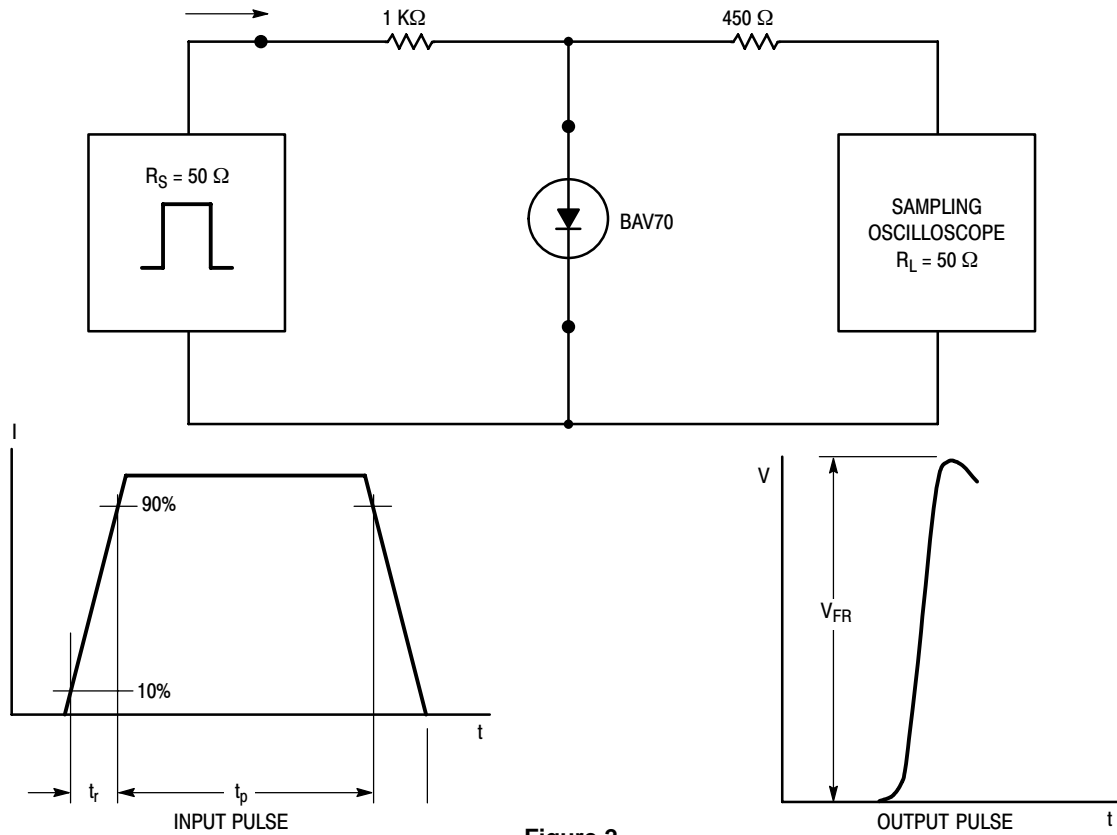 1 KΩ
450 Ω
R_S = 50 Ω
BAV70
SAMPLING
OSCILLOSCOPE
R_L = 50 Ω
I
90%
10%
t
t_r
t_p
INPUT PULSE
V
V_FR
t
OUTPUT PULSE